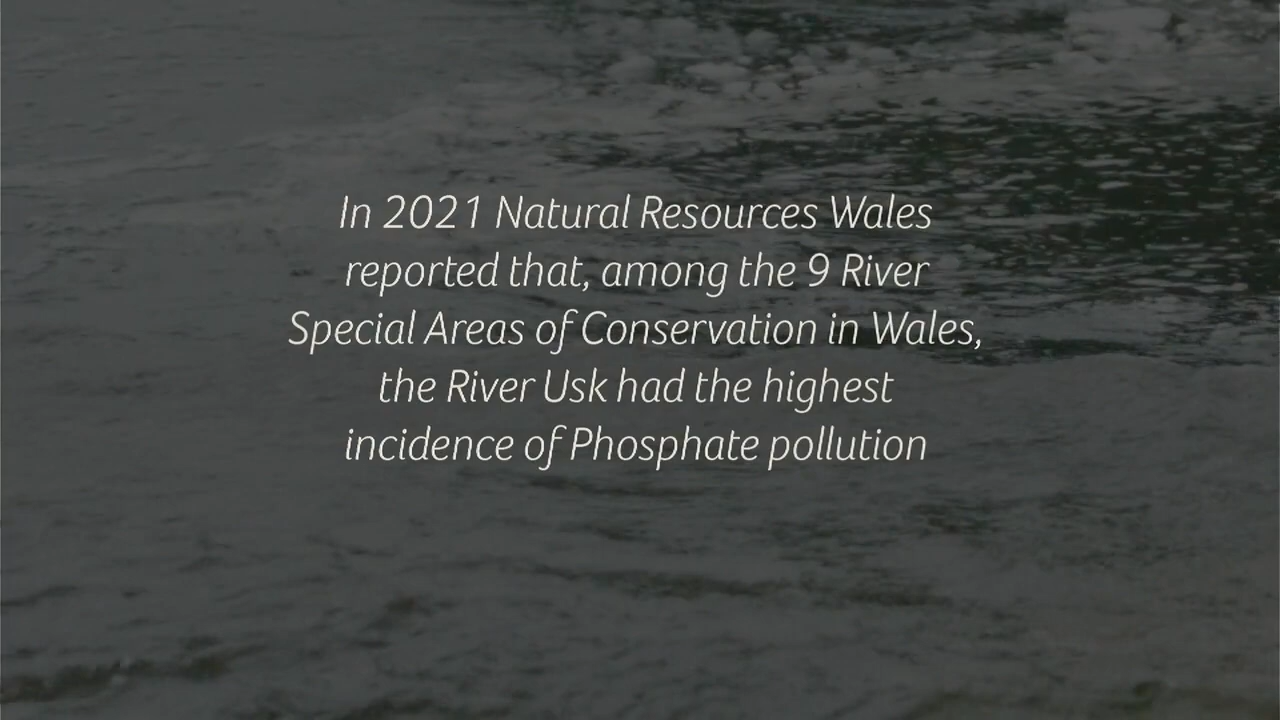 In 2021 Natural Resources Wales
reported that, among the 9 River
Special Areas of Conservation in Wales,
the River Usk had the highest
incidence of Phosphate pollution